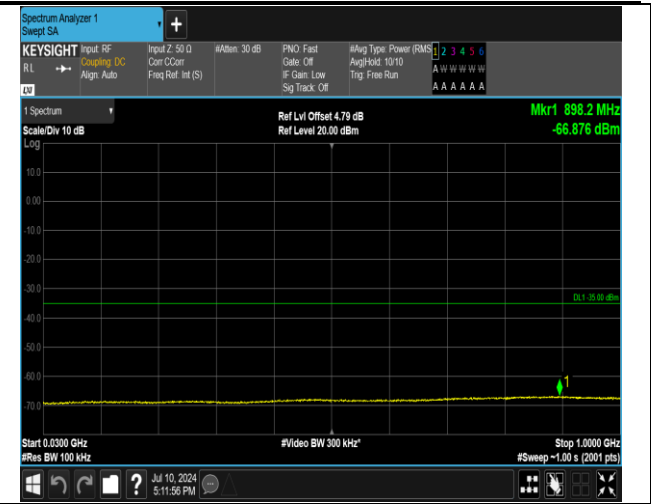 Spectrum Analyzer 1
Swept SA
+
KEYSIGHT Input: RF Input Z: 50 Ω #Atten: 30 dB PNO: Fast #Avg Type: Power (RMS 1 2 3 4 5 6
RL Coupling: DC Corr CCorr Gate: Off Avg|Hold: 10/10 A W W W W W
Align: Auto Freq Ref: Int (S) IF Gain: Low Trig: Free Run
Sig Track: Off A A A A A A
LXI
1 Spectrum Ref Lvl Offset 4.79 dB Mkr1 898.2 MHz
Scale/Div 10 dB Ref Level 20.00 dBm -66.876 dBm
Log
10.0
0.00
-10.0
-20.0
-30.0
DL1 -35.00 dBm
-40.0
-50.0
-60.0
1
-70.0
Start 0.0300 GHz #Video BW 300 kHz* Stop 1.0000 GHz
#Res BW 100 kHz #Sweep ~1.00 s (2001 pts)
? Jul 10, 2024
5:11:56 PM